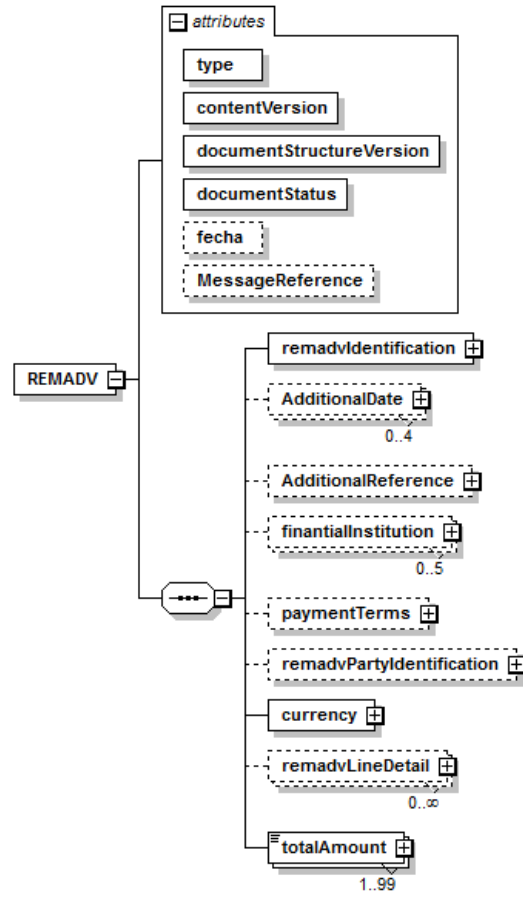 attributes
type
contentVersion
documentStructureVersion
documentStatus
fecha
MessageReference
REMADV
remadvIdentification
AdditionalDate
0..4
AdditionalReference
finantialInstitution
0..5
paymentTerms
remadvPartyIdentification
currency
remadvLineDetail
0..∞
totalAmount
1..99